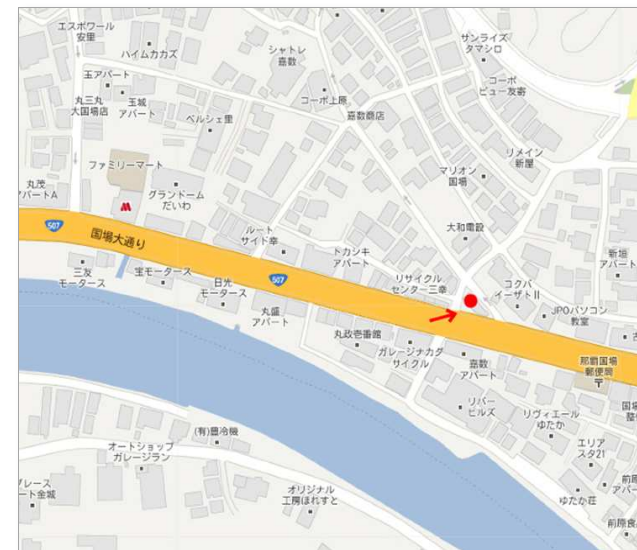 エスポワール
安里
ハイムカカズ
シャトレ
嘉数
サンライズ
タマシロ
玉アパート
コーポ
ビュー友寄
丸三丸
大国場店
玉城
アパート
コーポ上原
ベルシェ里
嘉数商店
リメイン
新屋
ファミリーマート
マリオン
国場
丸茂
アパートA
グランドーム
だいわ
大和電設
507
国場大通り
ルート
サイド幸
トカシキ
アパート
新垣
アパート
三友
モータース
宝モータース
日光
モータース
507
リサイクル
センター三幸
コクバ
イーザトⅡ
JPOパソコン
教室
丸盛
アパート
丸政壱番館
ガレージナカダ
サイクル
嘉数
アパート
那覇国場
郵便局
〒
リバー
ヒルズ
リヴィエール
ゆたか
(有)豊冷機
オートショップ
ガレージラン
エリア
スタ21
オリジナル
工房ほれすと
ゆたか荘